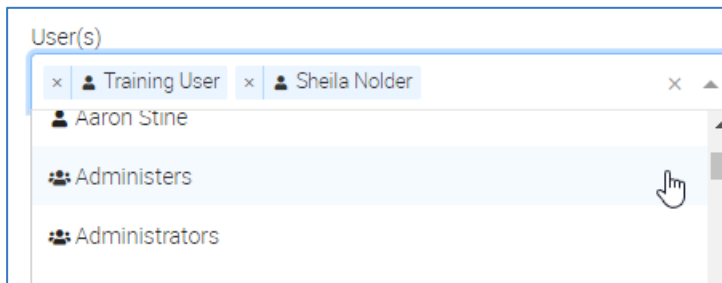 User(s)
× Training User × Sheila Nolder ×
Aaron Stine
Administers
Administrators